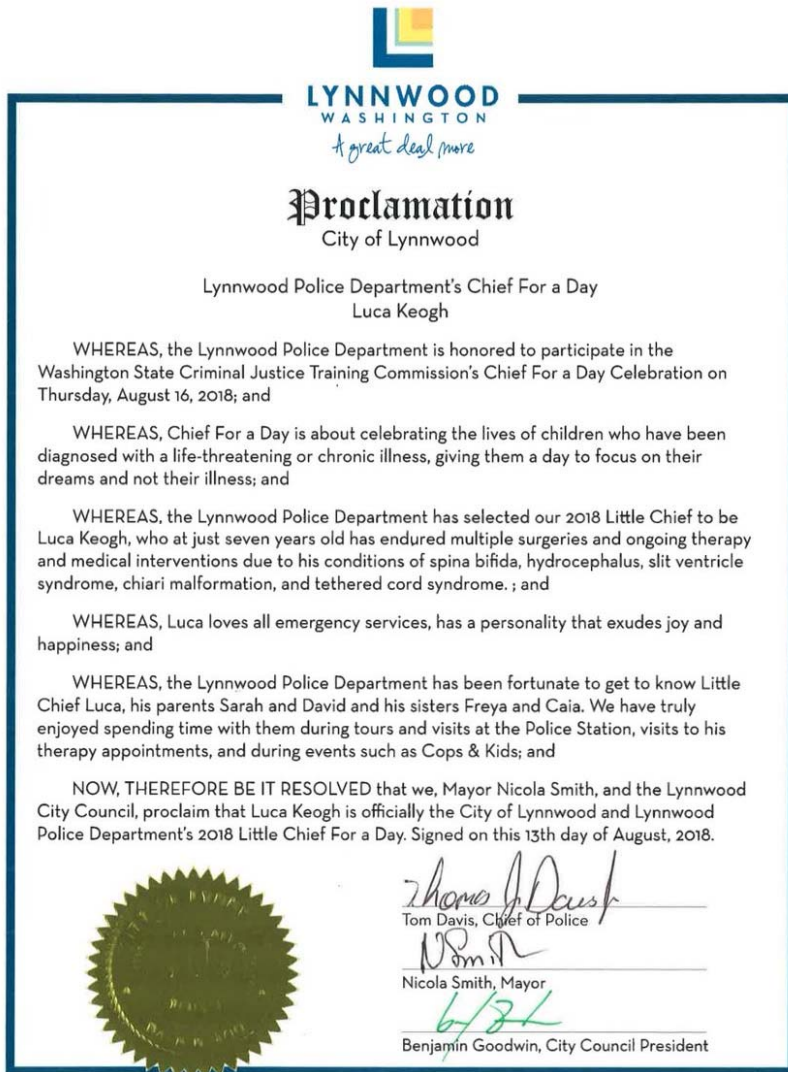 LYNNWOOD
WASHINGTON
A great deal more
Proclamation
City of Lynnwood
Lynnwood Police Department's Chief For a Day
Luca Keogh
WHEREAS, the Lynnwood Police Department is honored to participate in the
Washington State Criminal Justice Training Commission's Chief For a Day Celebration on
Thursday, August 16, 2018; and
WHEREAS, Chief For a Day is about celebrating the lives of children who have been
diagnosed with a life-threatening or chronic illness, giving them a day to focus on their
dreams and not their illness; and
WHEREAS, the Lynnwood Police Department has selected our 2018 Little Chief to be
Luca Keogh, who at just seven years old has endured multiple surgeries and ongoing therapy
and medical interventions due to his conditions of spina bifida, hydrocephalus, slit ventricle
syndrome, chiari malformation, and tethered cord syndrome. ; and
WHEREAS, Luca loves all emergency services, has a personality that exudes joy and
happiness; and
WHEREAS, the Lynnwood Police Department has been fortunate to get to know Little
Chief Luca, his parents Sarah and David and his sisters Freya and Caia. We have truly
enjoyed spending time with them during tours and visits at the Police Station, visits to his
therapy appointments, and during events such as Cops & Kids; and
NOW, THEREFORE BE IT RESOLVED that we, Mayor Nicola Smith, and the Lynnwood
City Council, proclaim that Luca Keogh is officially the City of Lynnwood and Lynnwood
Police Department's 2018 Little Chief For a Day. Signed on this 13th day of August, 2018.
Tom Davis, Chief of Police
N Smith
Nicola Smith, Mayor
Benjamin Goodwin, City Council President